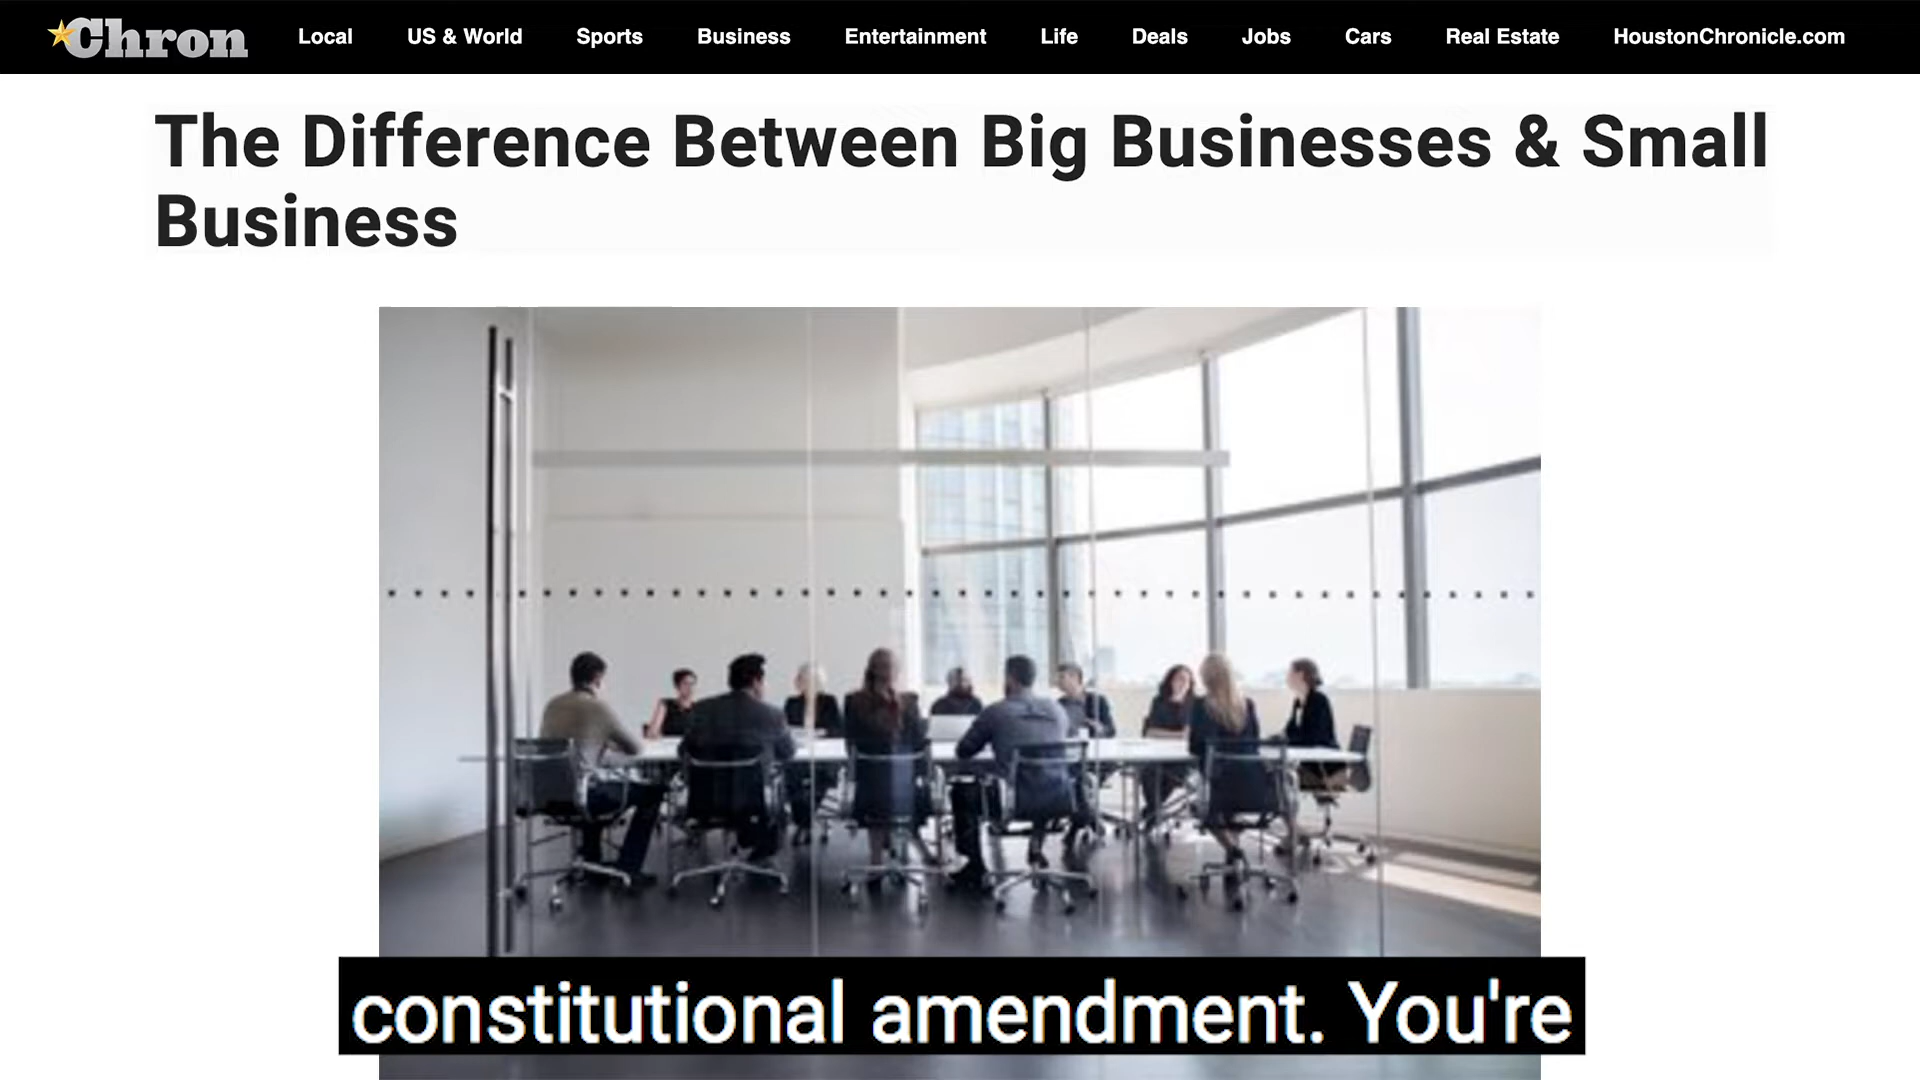 Chron Local US & World Sports Business Entertainment Life Deals Jobs Cars Real Estate HoustonChronicle.com
The Difference Between Big Businesses & Small
Business
constitutional amendment. You're